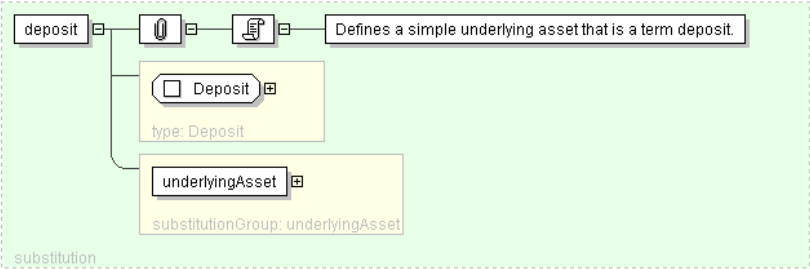 deposit
Defines a simple underlying asset that is a term deposit.
Deposit
type: Deposit
underlyingAsset
substitutionGroup: underlyingAsset
substitution